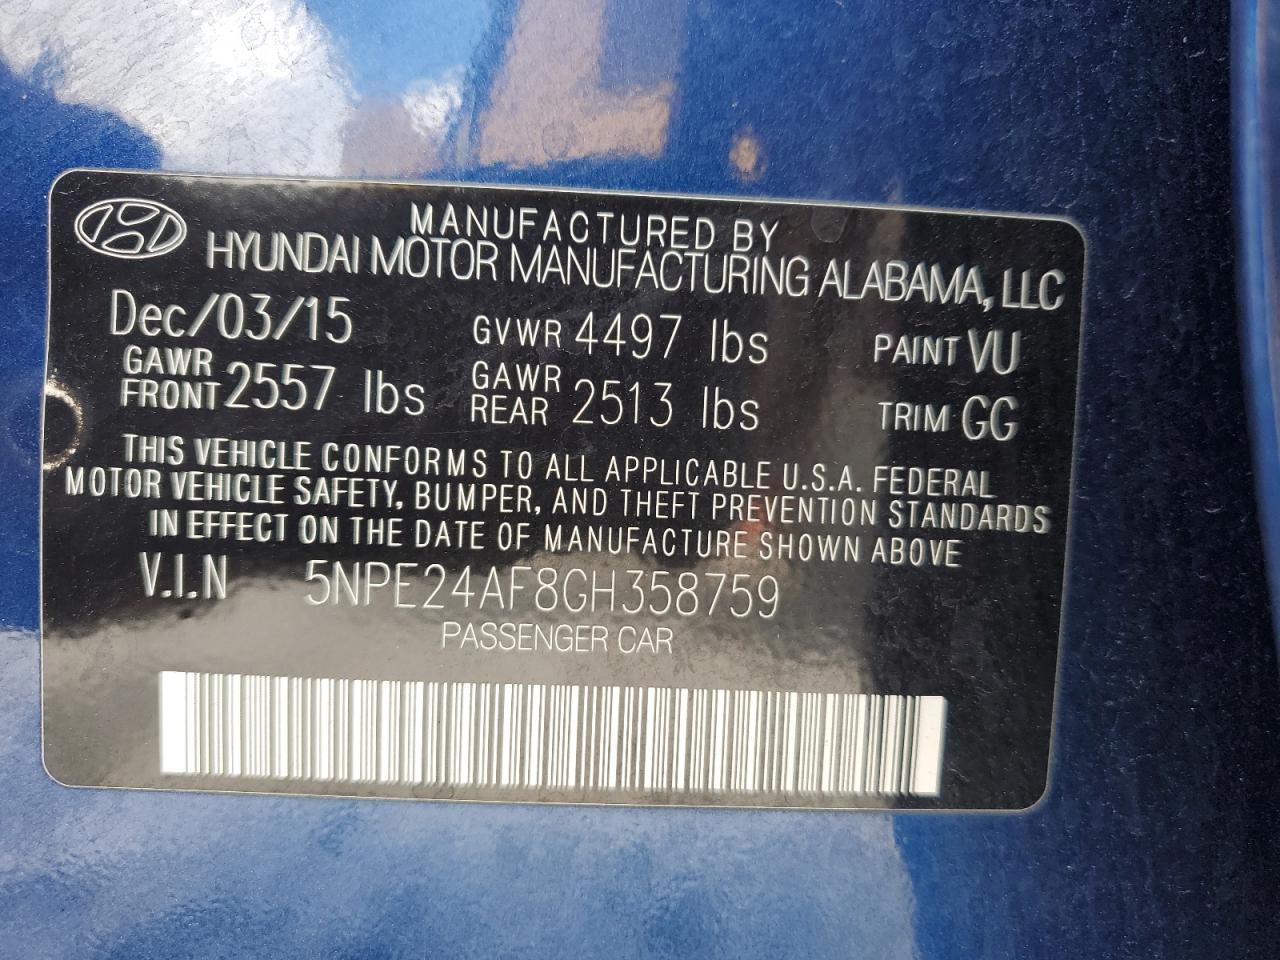 MANUFACTURED BY
HYUNDAI MOTOR MANUFACTURING ALABAMA, LLC
Dec/03/15 GVWR 4497 lbs PAINT VU
GAWR FRONT 2557 lbs GAWR REAR 2513 lbs TRIM GG
THIS VEHICLE CONFORMS TO ALL APPLICABLE U.S.A. FEDERAL
MOTOR VEHICLE SAFETY, BUMPER, AND THEFT PREVENTION STANDARDS
IN EFFECT ON THE DATE OF MANUFACTURE SHOWN ABOVE
V.I.N 5NPE24AF8GH358759
PASSENGER CAR